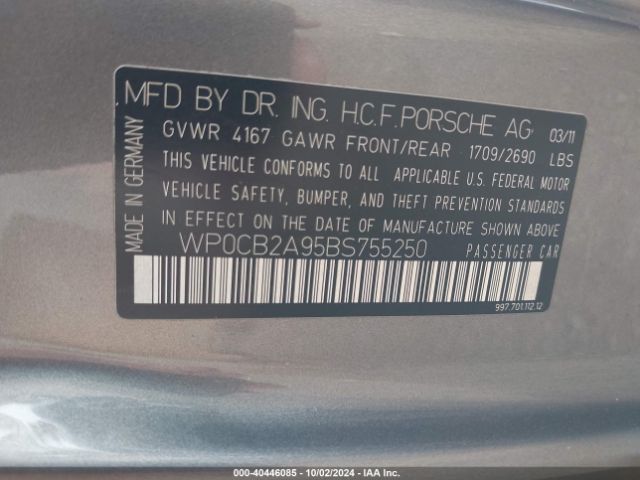 MFD BY DR. ING. H.C.F. PORSCHE AG 03/11
GVWR 4167 GAWR FRONT/REAR 1709/2690 LBS
THIS VEHICLE CONFORMS TO ALL APPLICABLE U.S. FEDERAL MOTOR
VEHICLE SAFETY, BUMPER, AND THEFT PREVENTION STANDARDS
IN EFFECT ON THE DATE OF MANUFACTURE SHOWN ABOVE
WP0CB2A95BS755250 PASSENGER CAR
997.701.112.12
MADE IN GERMANY
© - 40446085 - 10/02/2024 - IAA Inc.